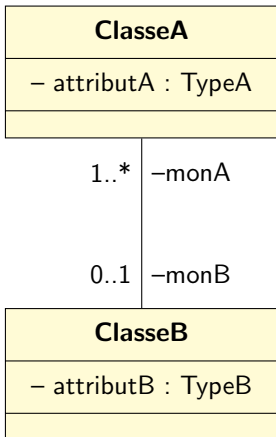 ClasseA
– attributA : TypeA
1..* –monA
0..1 –monB
ClasseB
– attributB : TypeB